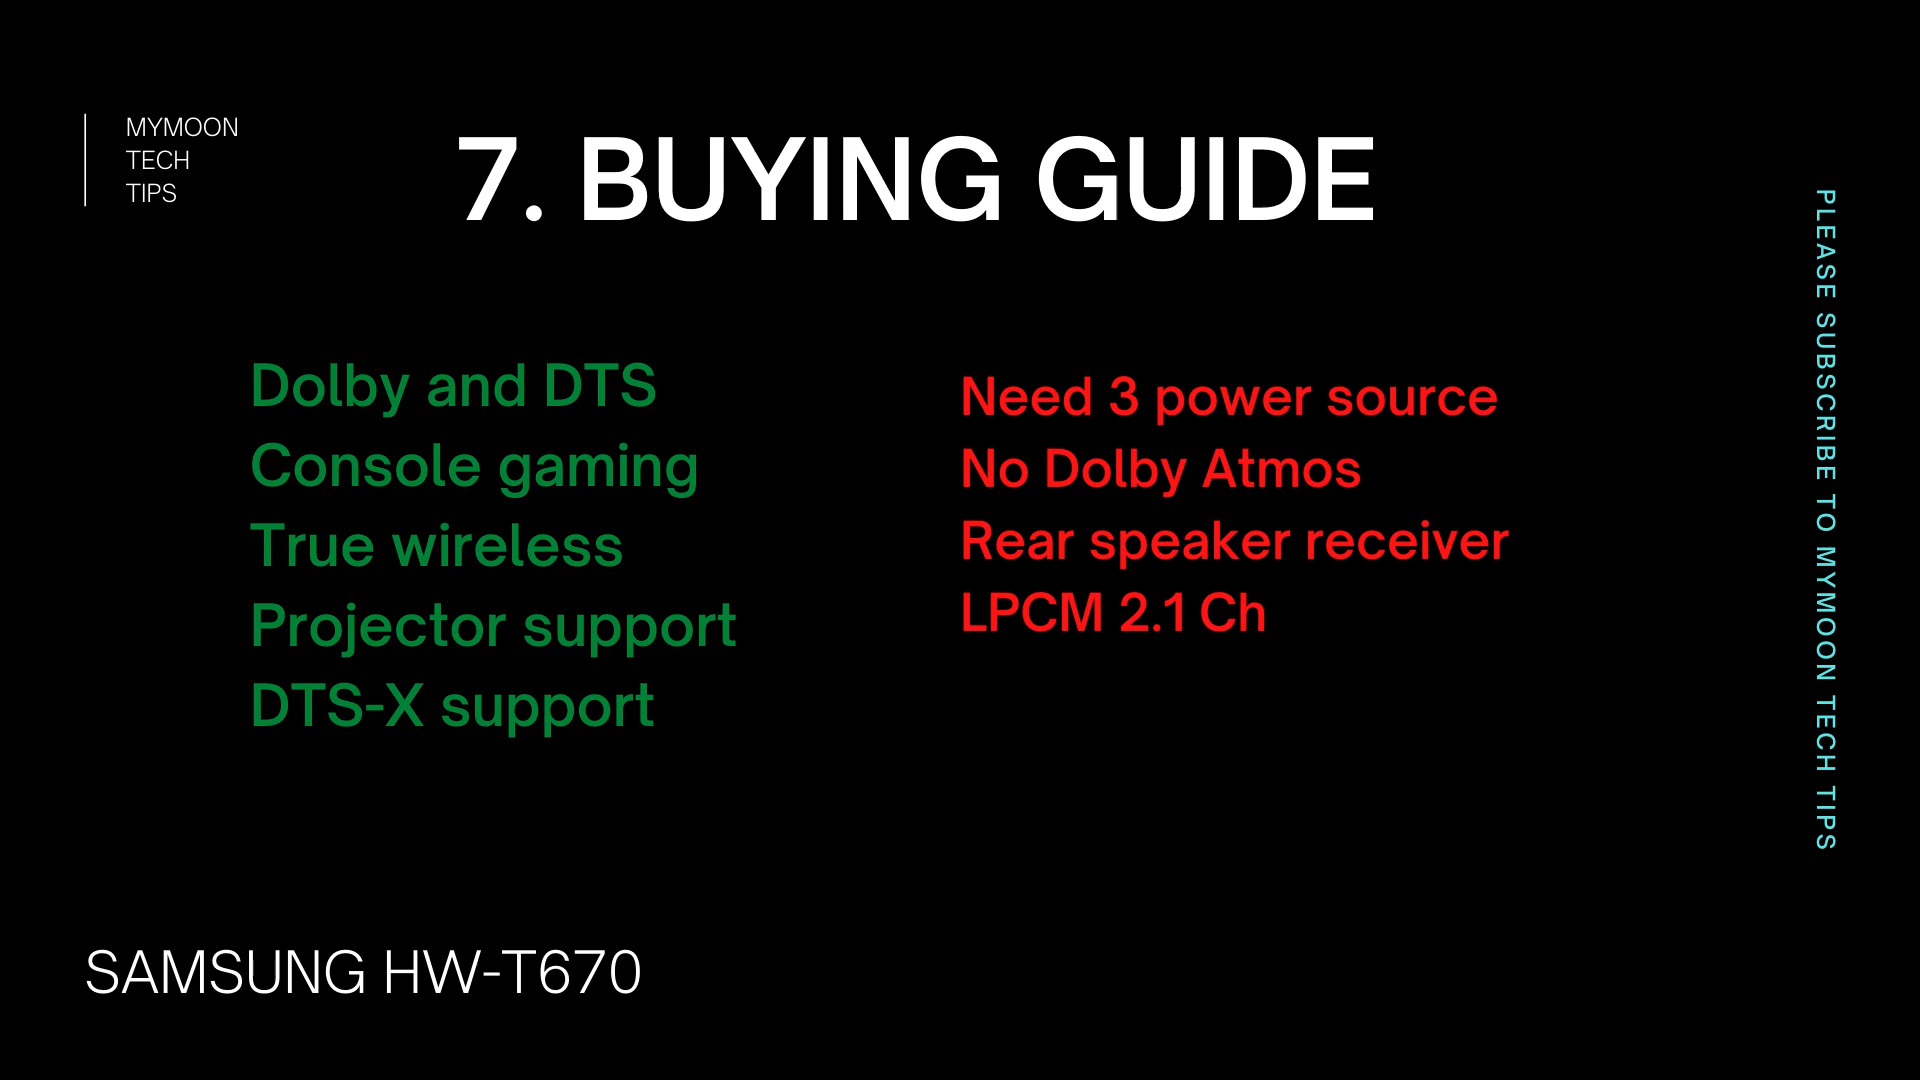 MYMOON
TECH
TIPS
7. BUYING GUIDE
Dolby and DTS
Console gaming
True wireless
Projector support
DTS-X support
Need 3 power source
No Dolby Atmos
Rear speaker receiver
LPCM 2.1 Ch
PLEASE SUBSCRIBE TO MYMOON TECH TIPS
SAMSUNG HW-T670